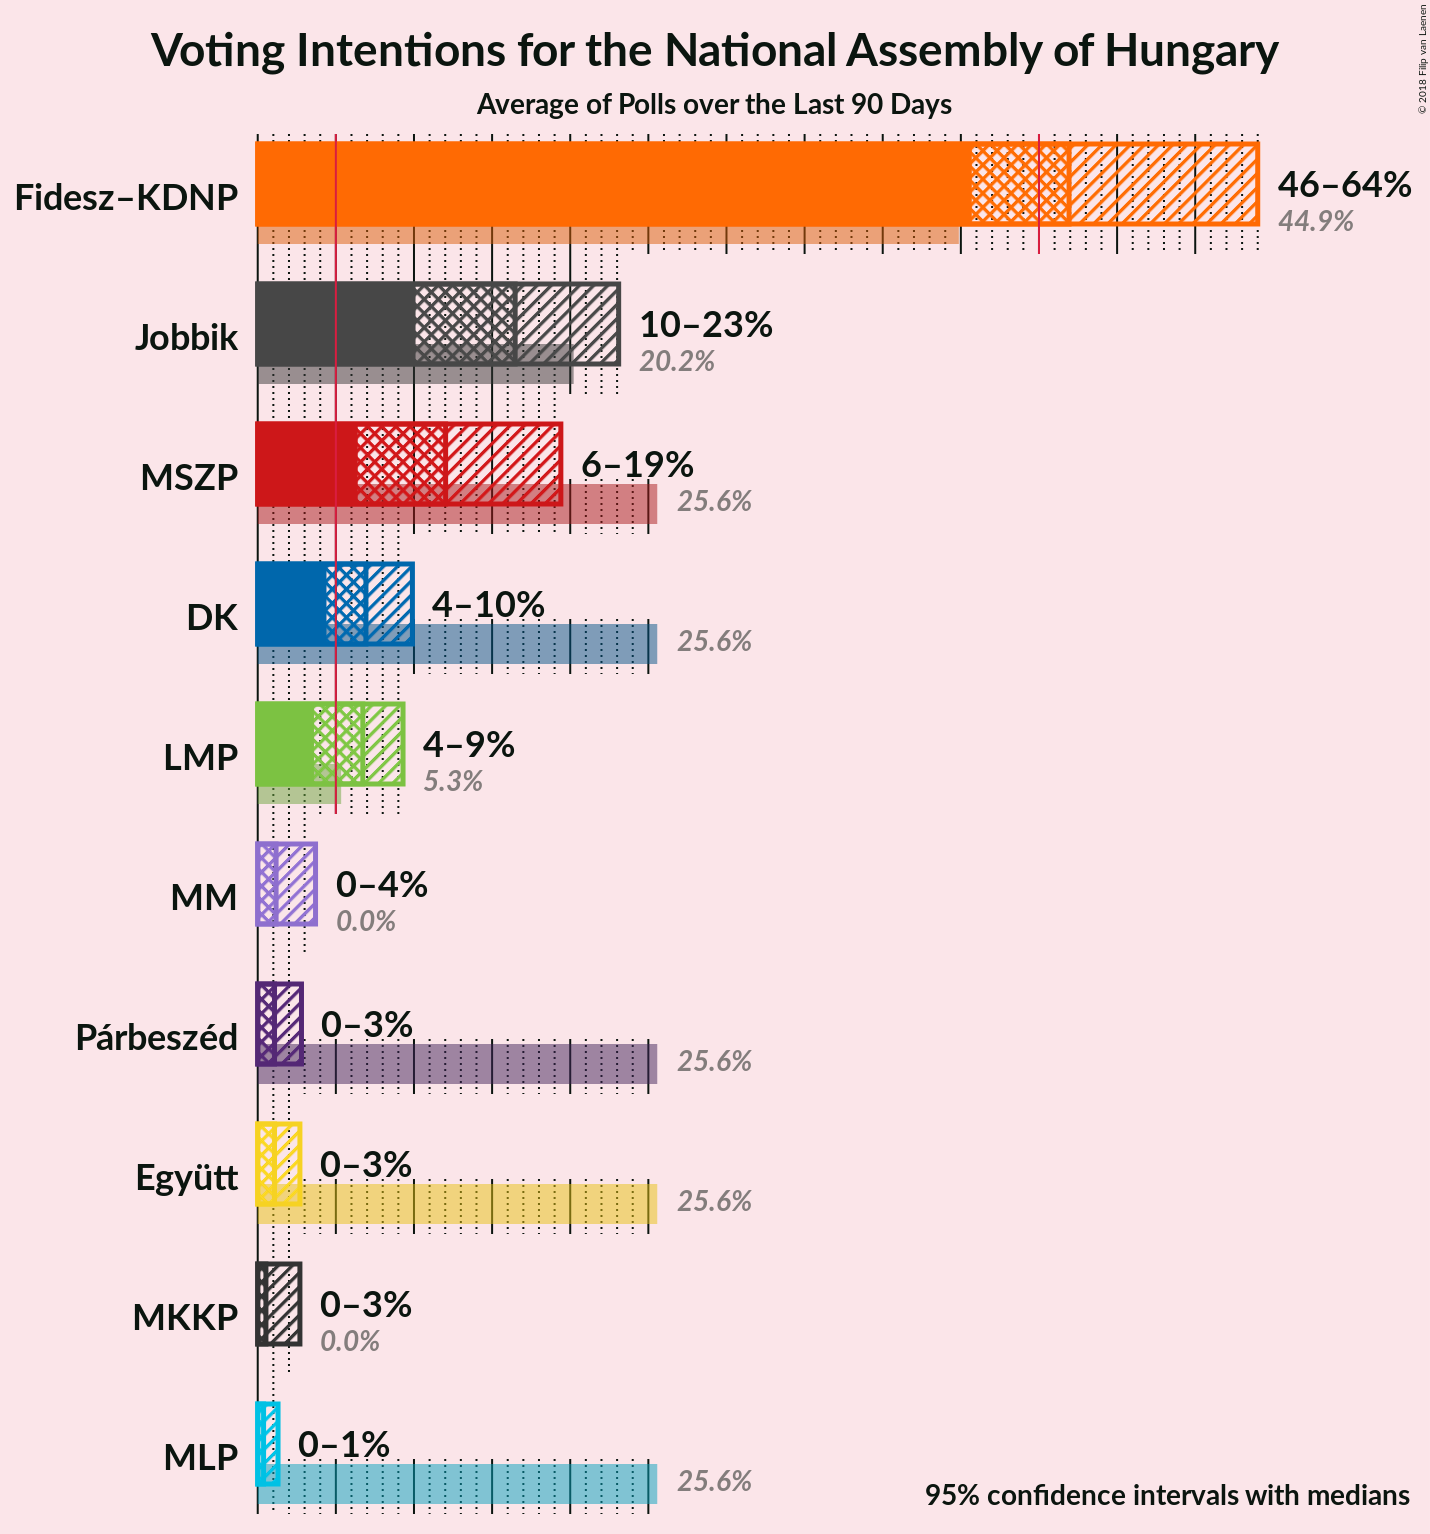 Voting Intentions for the National Assembly of Hungary
Average of Polls over the Last 90 Days
© 2018 Filip van Laenen
Fidesz–KDNP
46–64%
44.9%
Jobbik
10–23%
20.2%
MSZP
6–19%
25.6%
DK
4–10%
25.6%
LMP
4–9%
5.3%
MM
0–4%
0.0%
Párbeszéd
0–3%
25.6%
Együtt
0–3%
25.6%
MKKP
0–3%
0.0%
MLP
0–1%
25.6%
95% confidence intervals with medians